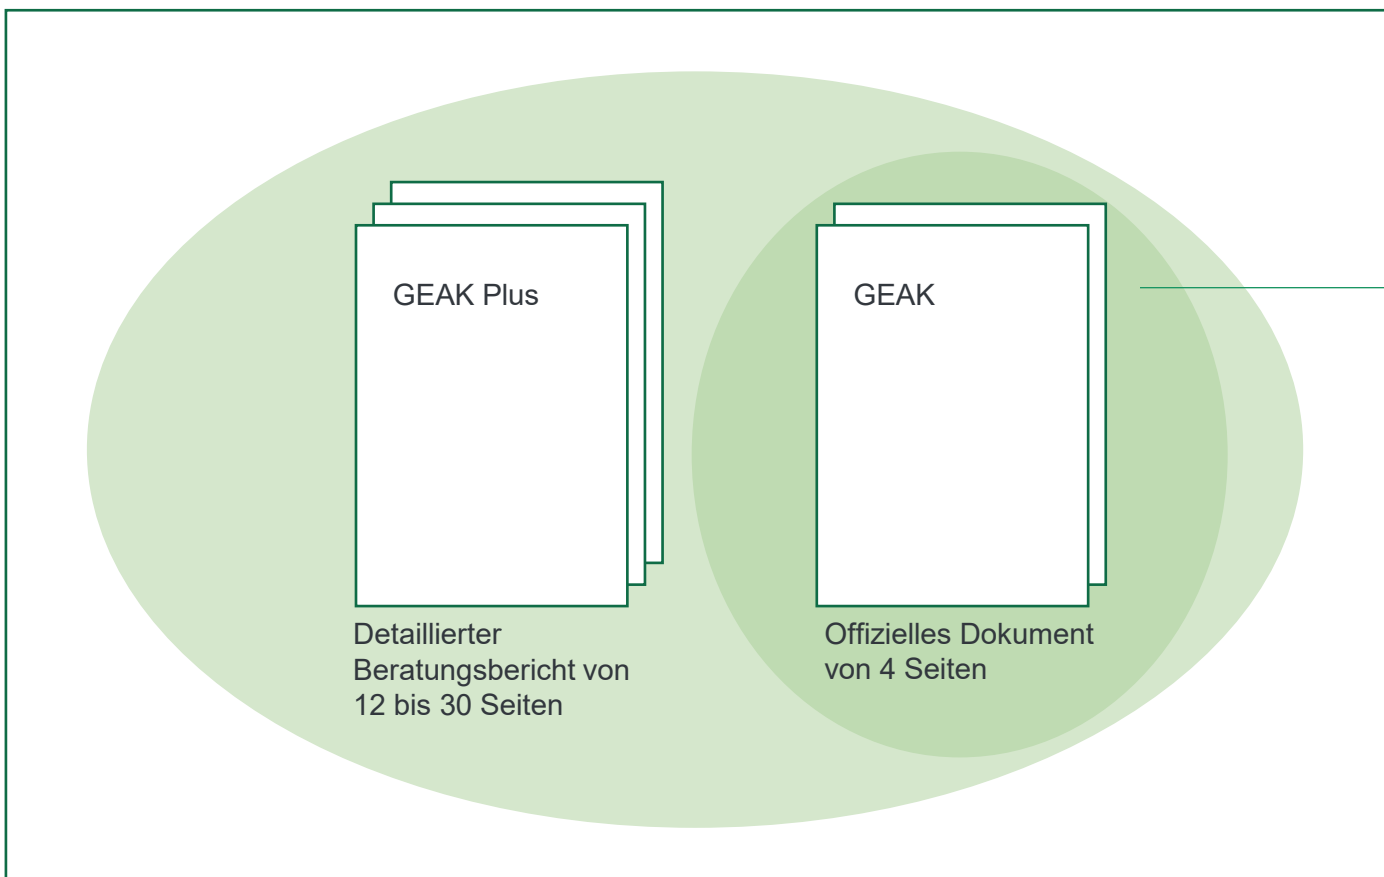 GEAK Plus
Detaillierter
Beratungsbericht von
12 bis 30 Seiten
GEAK
Offizielles Dokument
von 4 Seiten